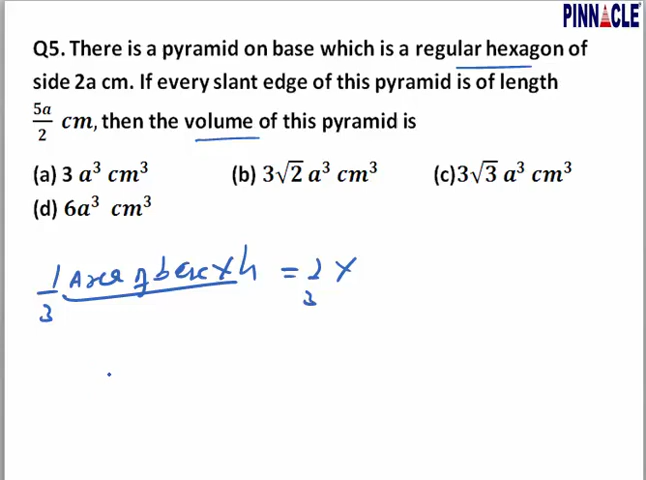 PINNACLE
Q5. There is a pyramid on base which is a regular hexagon of
side 2a cm. If every slant edge of this pyramid is of length
5a/2 cm, then the volume of this pyramid is
(a) 3 a³ cm³ (b) 3√2 a³ cm³ (c)3√3 a³ cm³
(d) 6a³ cm³
1/3 Area of base × h = 2/3 ×